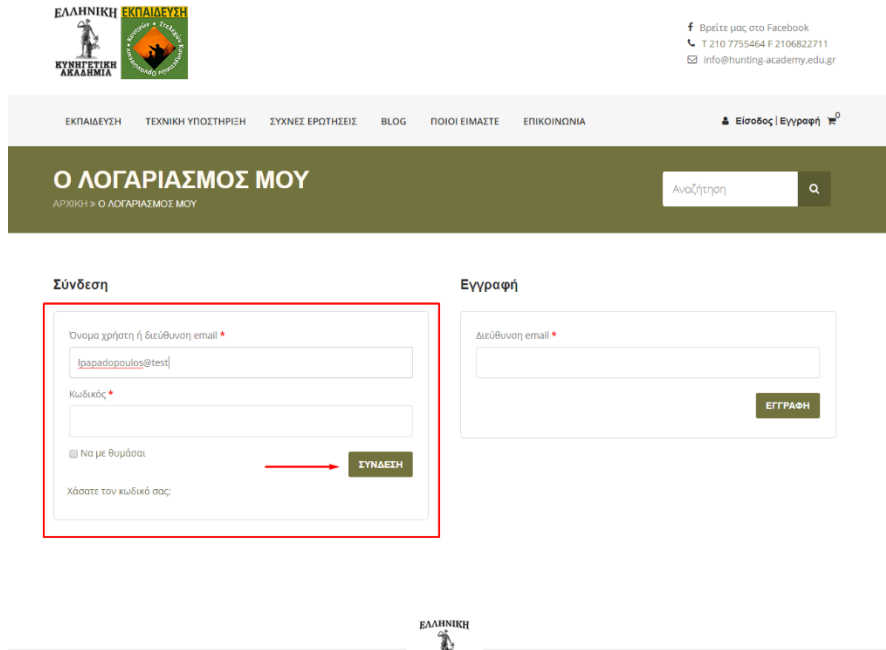 ΕΛΛΗΝΙΚΗ ΕΚΠΑΙΔΕΥΣΗ
ΚΥΝΗΓΕΤΙΚΗ
ΑΚΑΔΗΜΙΑ
Βρείτε μας στο Facebook
T 210 7755464 F 2106822711
info@hunting-academy.edu.gr
ΕΚΠΑΙΔΕΥΣΗ ΤΕΧΝΙΚΗ ΥΠΟΣΤΗΡΙΞΗ ΣΥΧΝΕΣ ΕΡΩΤΗΣΕΙΣ BLOG ΠΟΙΟΙ ΕΙΜΑΣΤΕ ΕΠΙΚΟΙΝΩΝΙΑ Είσοδος | Εγγραφή 0
Ο ΛΟΓΑΡΙΑΣΜΟΣ ΜΟΥ
ΑΡΧΙΚΗ » Ο ΛΟΓΑΡΙΑΣΜΟΣ ΜΟΥ
Αναζήτηση
Σύνδεση
Όνομα χρήστη ή διεύθυνση email *
lpapadopoulos@test
Κωδικός *
Να με θυμάσαι
ΣΥΝΔΕΣΗ
Χάσατε τον κωδικό σας;
Εγγραφή
Διεύθυνση email *
ΕΓΓΡΑΦΗ
ΕΛΛΗΝΙΚΗ